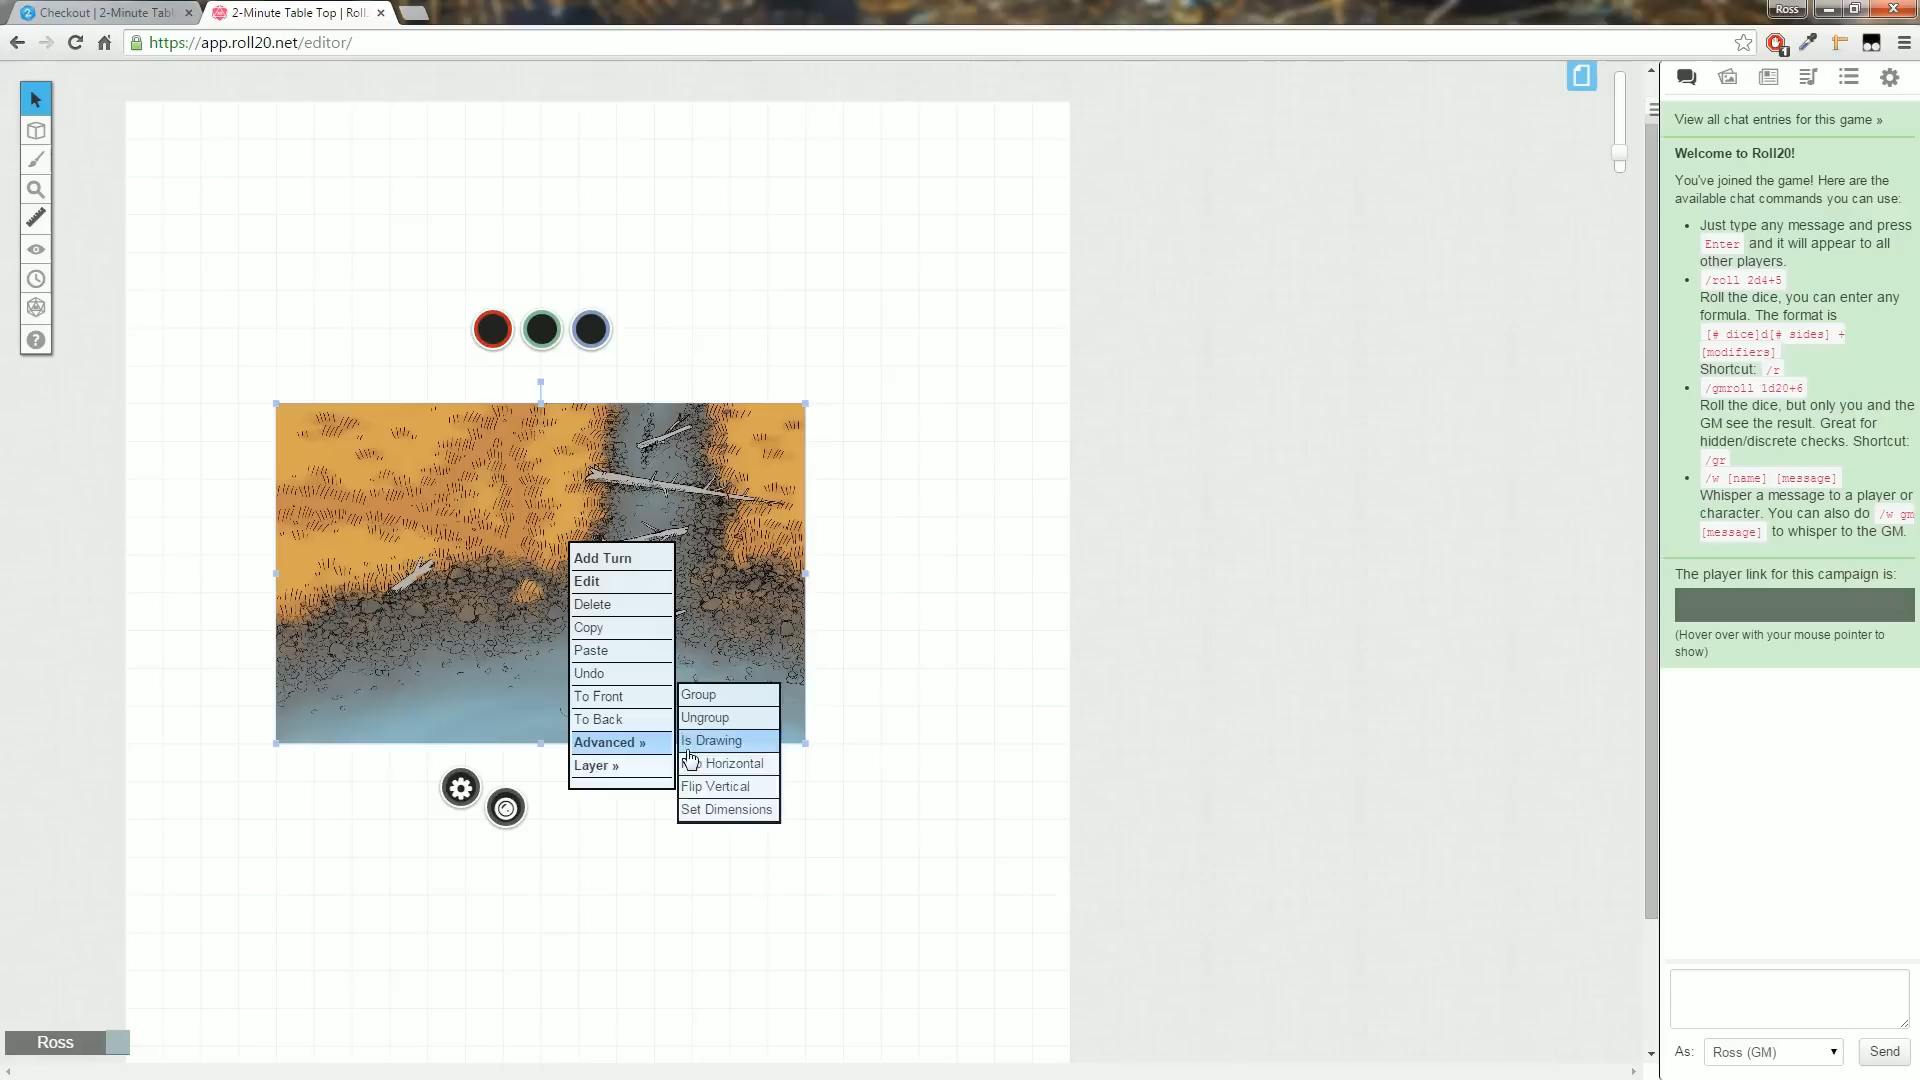 Checkout | 2-Minute Tabl
2-Minute Table Top | Roll.
Ross
https://app.roll20.net/editor/
1
View all chat entries for this game »
Welcome to Roll20!
You've joined the game! Here are the
available chat commands you can use:
Just type any message and press
Enter and it will appear to all
other players.
/roll 2d4+5
Roll the dice, you can enter any
formula. The format is
[# dice]d[# sides] +
[modifiers]
Shortcut: /r
/gmroll 1d20+6
Roll the dice, but only you and the
GM see the result. Great for
hidden/discrete checks. Shortcut:
/gr
/w [name] [message]
Whisper a message to a player or
character. You can also do /w gm
[message] to whisper to the GM.
The player link for this campaign is:
(Hover over with your mouse pointer to
show)
Add Turn
Edit
Delete
Copy
Paste
Undo
To Front
To Back
Advanced »
Layer »
Group
Ungroup
Is Drawing
Horizontal
Flip Vertical
Set Dimensions
Ross
As: Ross (GM)
Send